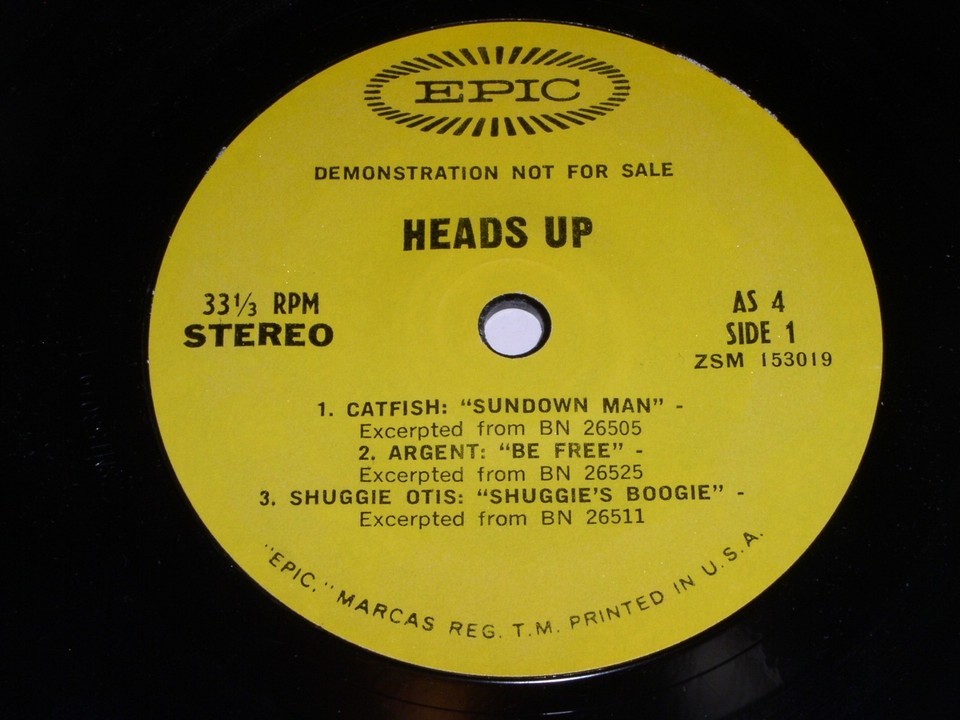 EPIC
DEMONSTRATION NOT FOR SALE
HEADS UP
33⅓ RPM
STEREO
AS 4
SIDE 1
ZSM 153019
1. CATFISH: "SUNDOWN MAN" -
Excerpted from BN 26505
2. ARGENT: "BE FREE" -
Excerpted from BN 26525
3. SHUGGIE OTIS: "SHUGGIE'S BOOGIE" -
Excerpted from BN 26511
"EPIC," MARCAS REG. T.M. PRINTED IN U.S.A.